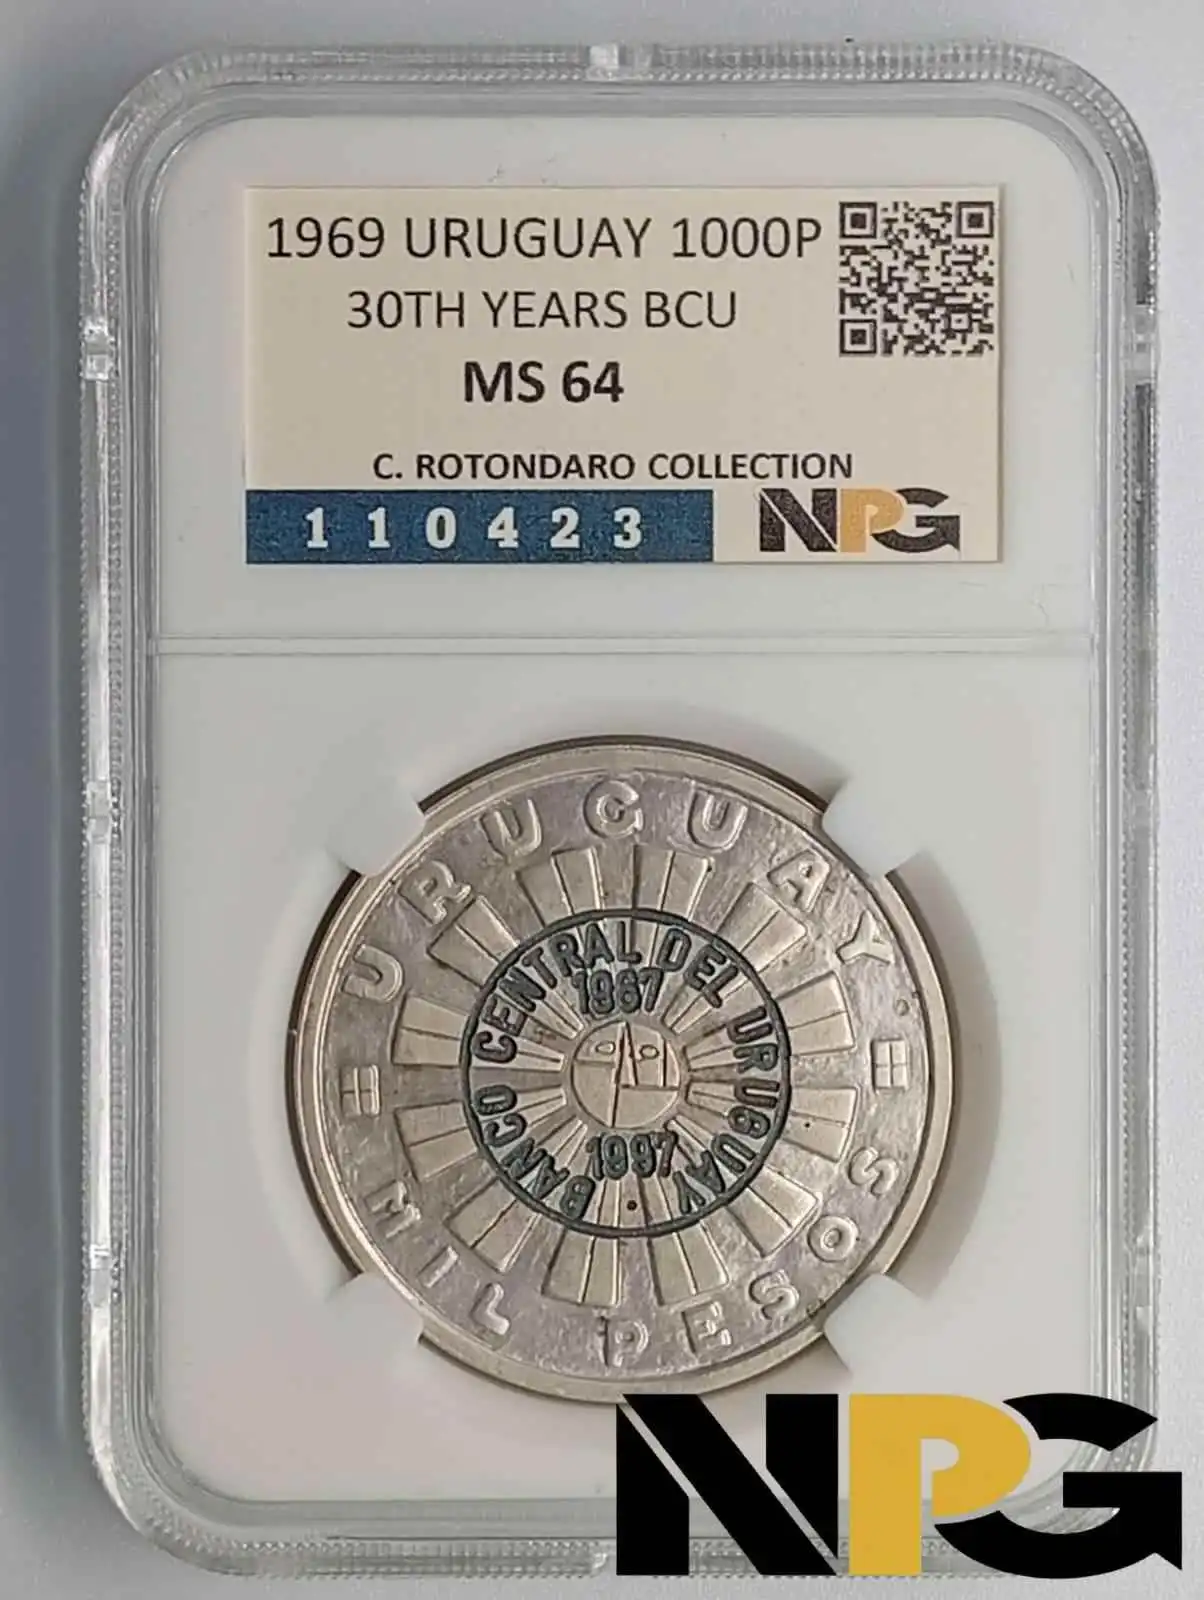 1969 URUGUAY 1000P
30TH YEARS BCU
MS 64
C. ROTONDARO COLLECTION
110423 NPG
URUGUAY
BANCO CENTRAL DEL URUGUAY
1967
1997
MIL PESOS
NPG